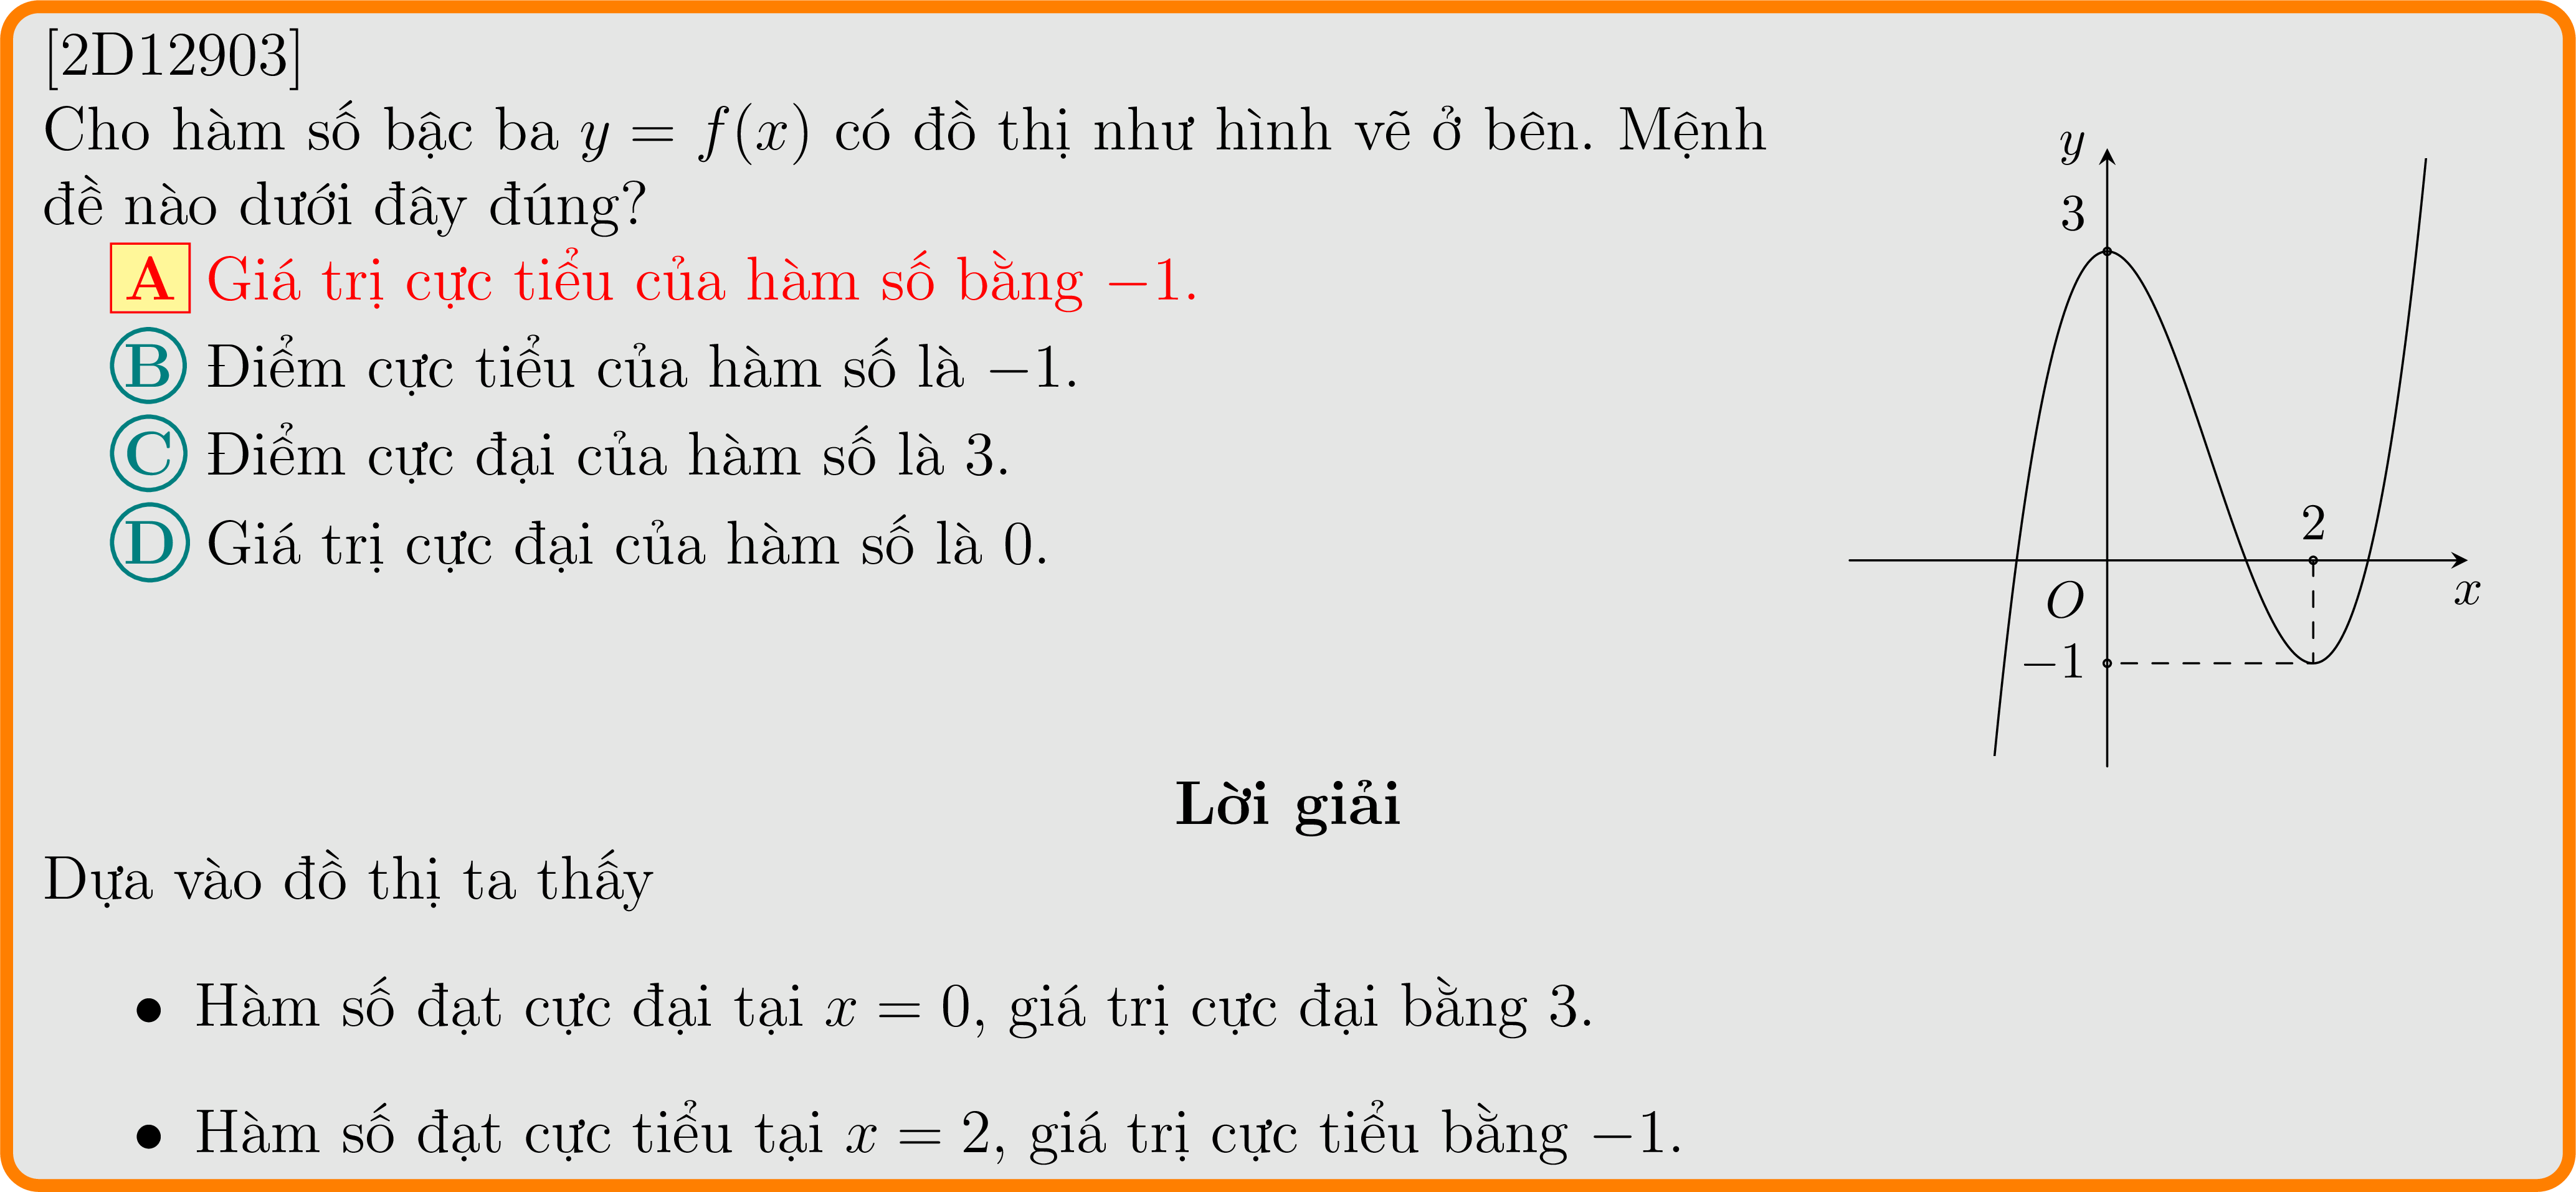 [2D12903]
Cho hàm số bậc ba y = f(x) có đồ thị như hình vẽ ở bên. Mệnh
đề nào dưới đây đúng?
A Giá trị cực tiểu của hàm số bằng −1.
B Điểm cực tiểu của hàm số là −1.
C Điểm cực đại của hàm số là 3.
D Giá trị cực đại của hàm số là 0.
y
3
2
O
x
−1
Lời giải
Dựa vào đồ thị ta thấy
• Hàm số đạt cực đại tại x = 0, giá trị cực đại bằng 3.
• Hàm số đạt cực tiểu tại x = 2, giá trị cực tiểu bằng −1.